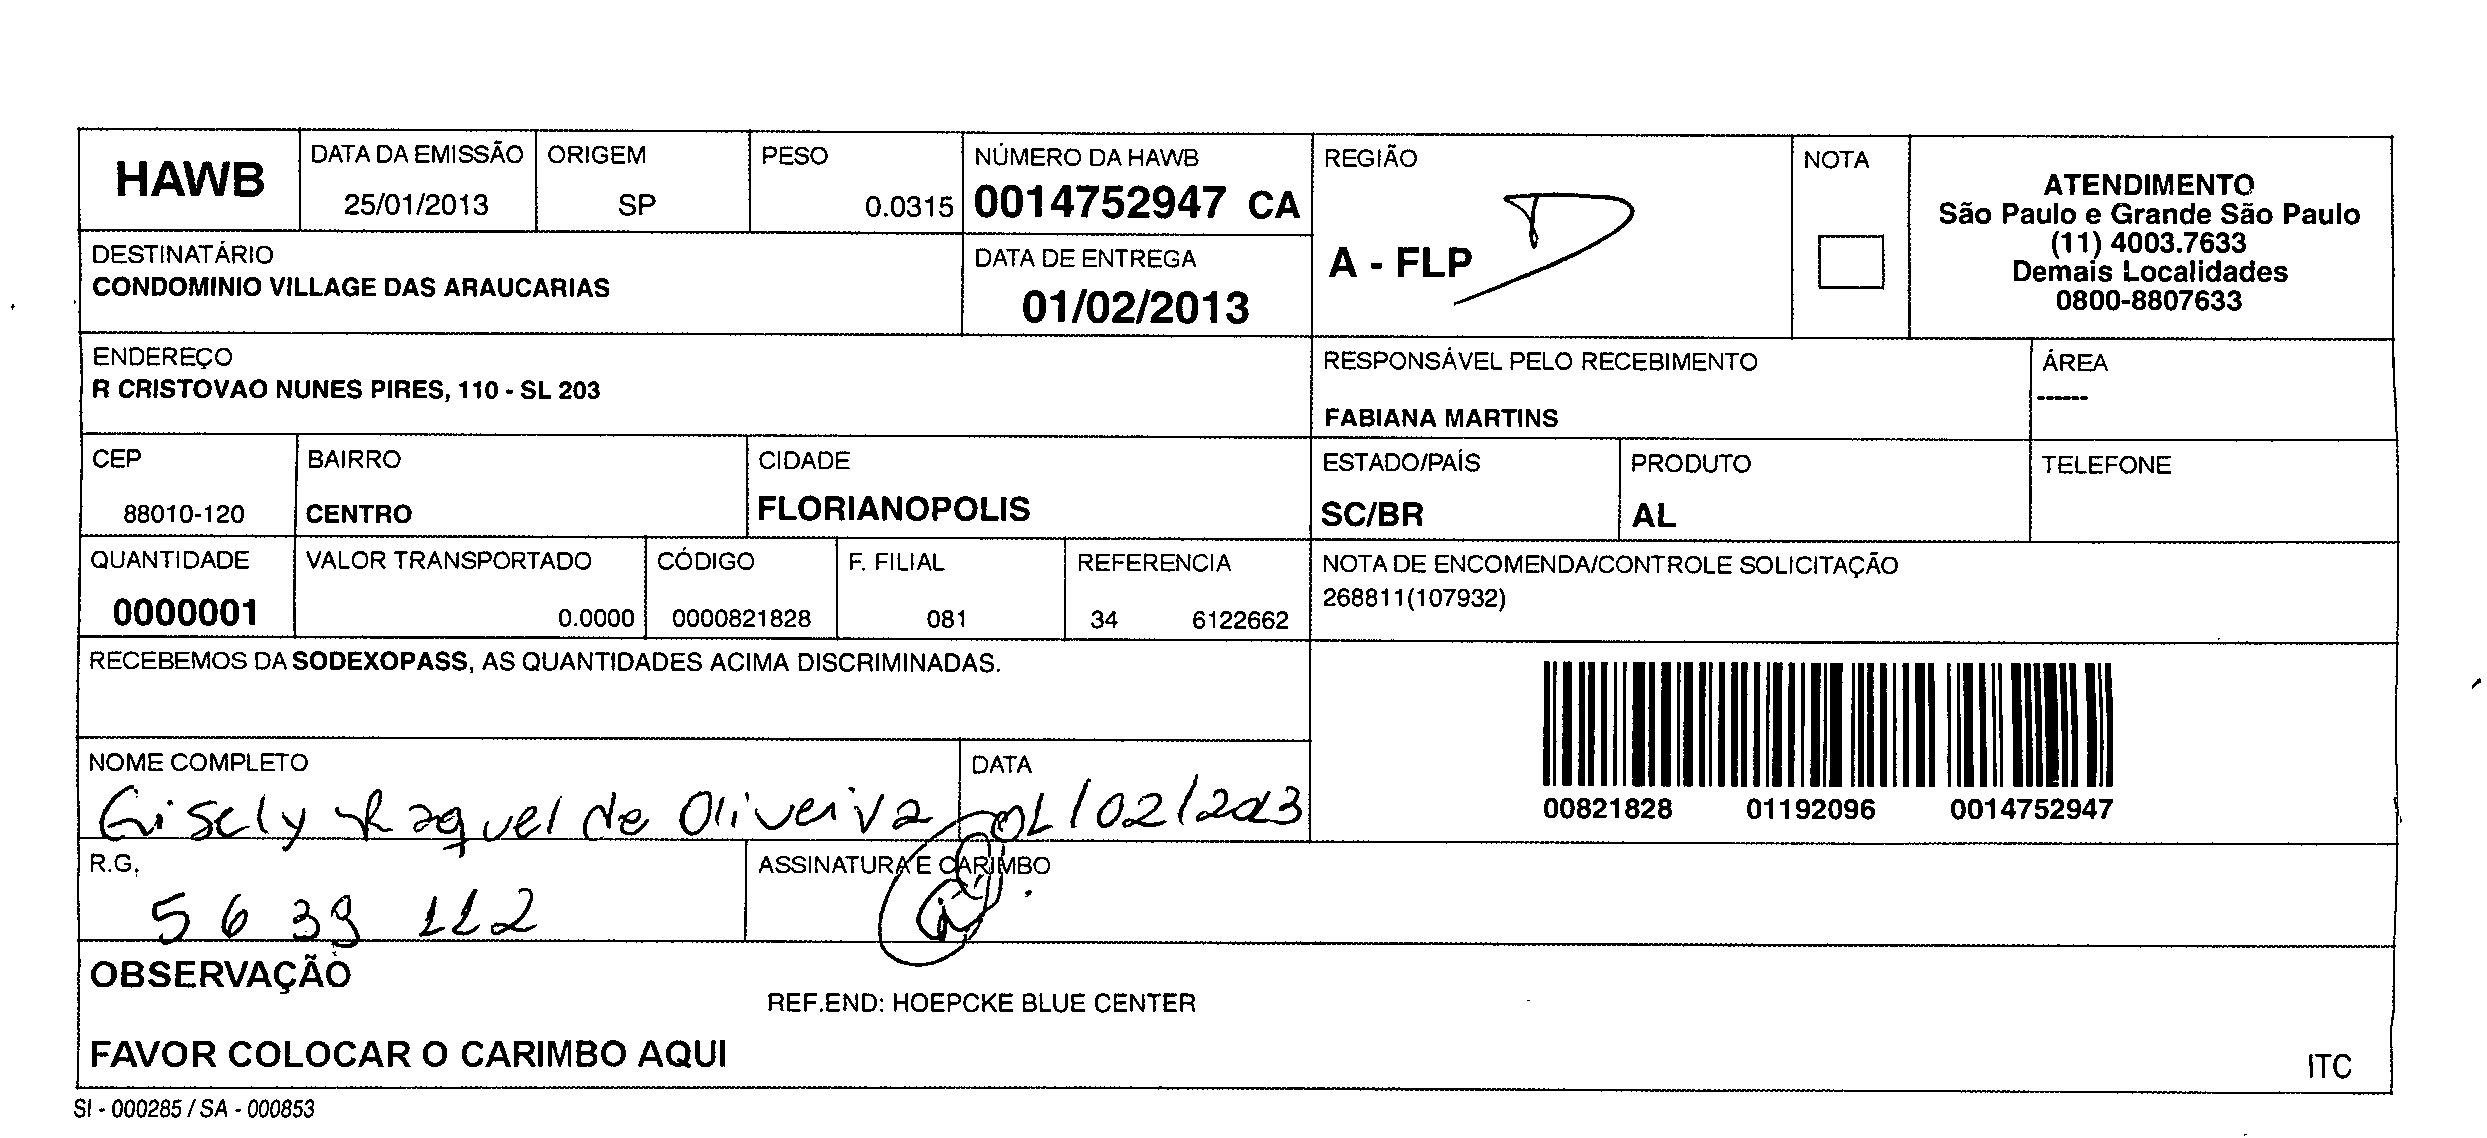 HAWB
DATA DA EMISSÃO
25/01/2013
ORIGEM
SP
PESO
0.0315
NÚMERO DA HAWB
0014752947 CA
REGIÃO
A - FLP
NOTA
ATENDIMENTO
São Paulo e Grande São Paulo
(11) 4003.7633
Demais Localidades
0800-8807633
DESTINATÁRIO
CONDOMINIO VILLAGE DAS ARAUCARIAS
DATA DE ENTREGA
01/02/2013
ENDEREÇO
R CRISTOVAO NUNES PIRES, 110 - SL 203
RESPONSÁVEL PELO RECEBIMENTO
FABIANA MARTINS
ÁREA
------
CEP
88010-120
BAIRRO
CENTRO
CIDADE
FLORIANOPOLIS
ESTADO/PAÍS
SC/BR
PRODUTO
AL
TELEFONE
QUANTIDADE
0000001
VALOR TRANSPORTADO
0.0000
CÓDIGO
0000821828
F. FILIAL
081
REFERENCIA
34 6122662
NOTA DE ENCOMENDA/CONTROLE SOLICITAÇÃO
268811(107932)
RECEBEMOS DA SODEXOPASS, AS QUANTIDADES ACIMA DISCRIMINADAS.
00821828 01192096 0014752947
NOME COMPLETO
Gisely Raquel de Oliveira
DATA
01/02/2013
R.G.
5639 112
ASSINATURA E CARIMBO
OBSERVAÇÃO
REF.END: HOEPCKE BLUE CENTER
FAVOR COLOCAR O CARIMBO AQUI
ITC
SI - 000285 / SA - 000853